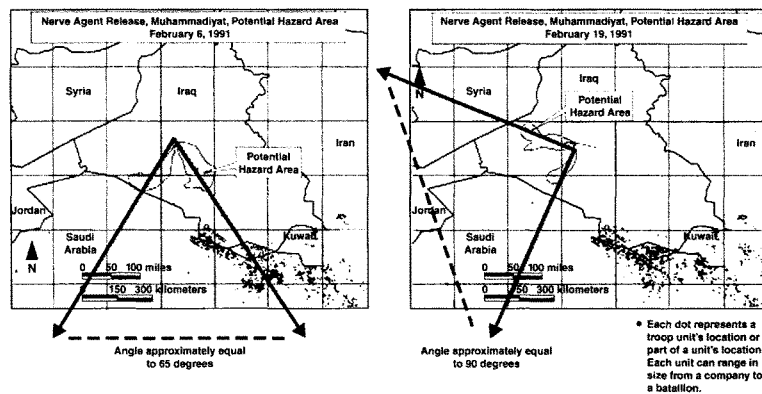 Nerve Agent Release, Muhammadiyat, Potential Hazard Area
February 6, 1991
Syria
Iraq
Iran
Potential
Hazard Area
Jordan
Saudi
Arabia
Kuwait
N
0 50 100 miles
0 150 300 kilometers
Angle approximately equal
to 65 degrees
Nerve Agent Release, Muhammadiyat, Potential Hazard Area
February 19, 1991
N
Syria
Iraq
Potential
Hazard Area
Iran
Jordan
Saudi
Arabia
Kuwait
0 50 100 miles
0 150 300 kilometers
Angle approximately equal
to 90 degrees
• Each dot represents a
troop unit's location or
part of a unit's location
Each unit can range in
size from a company to
a batallion.